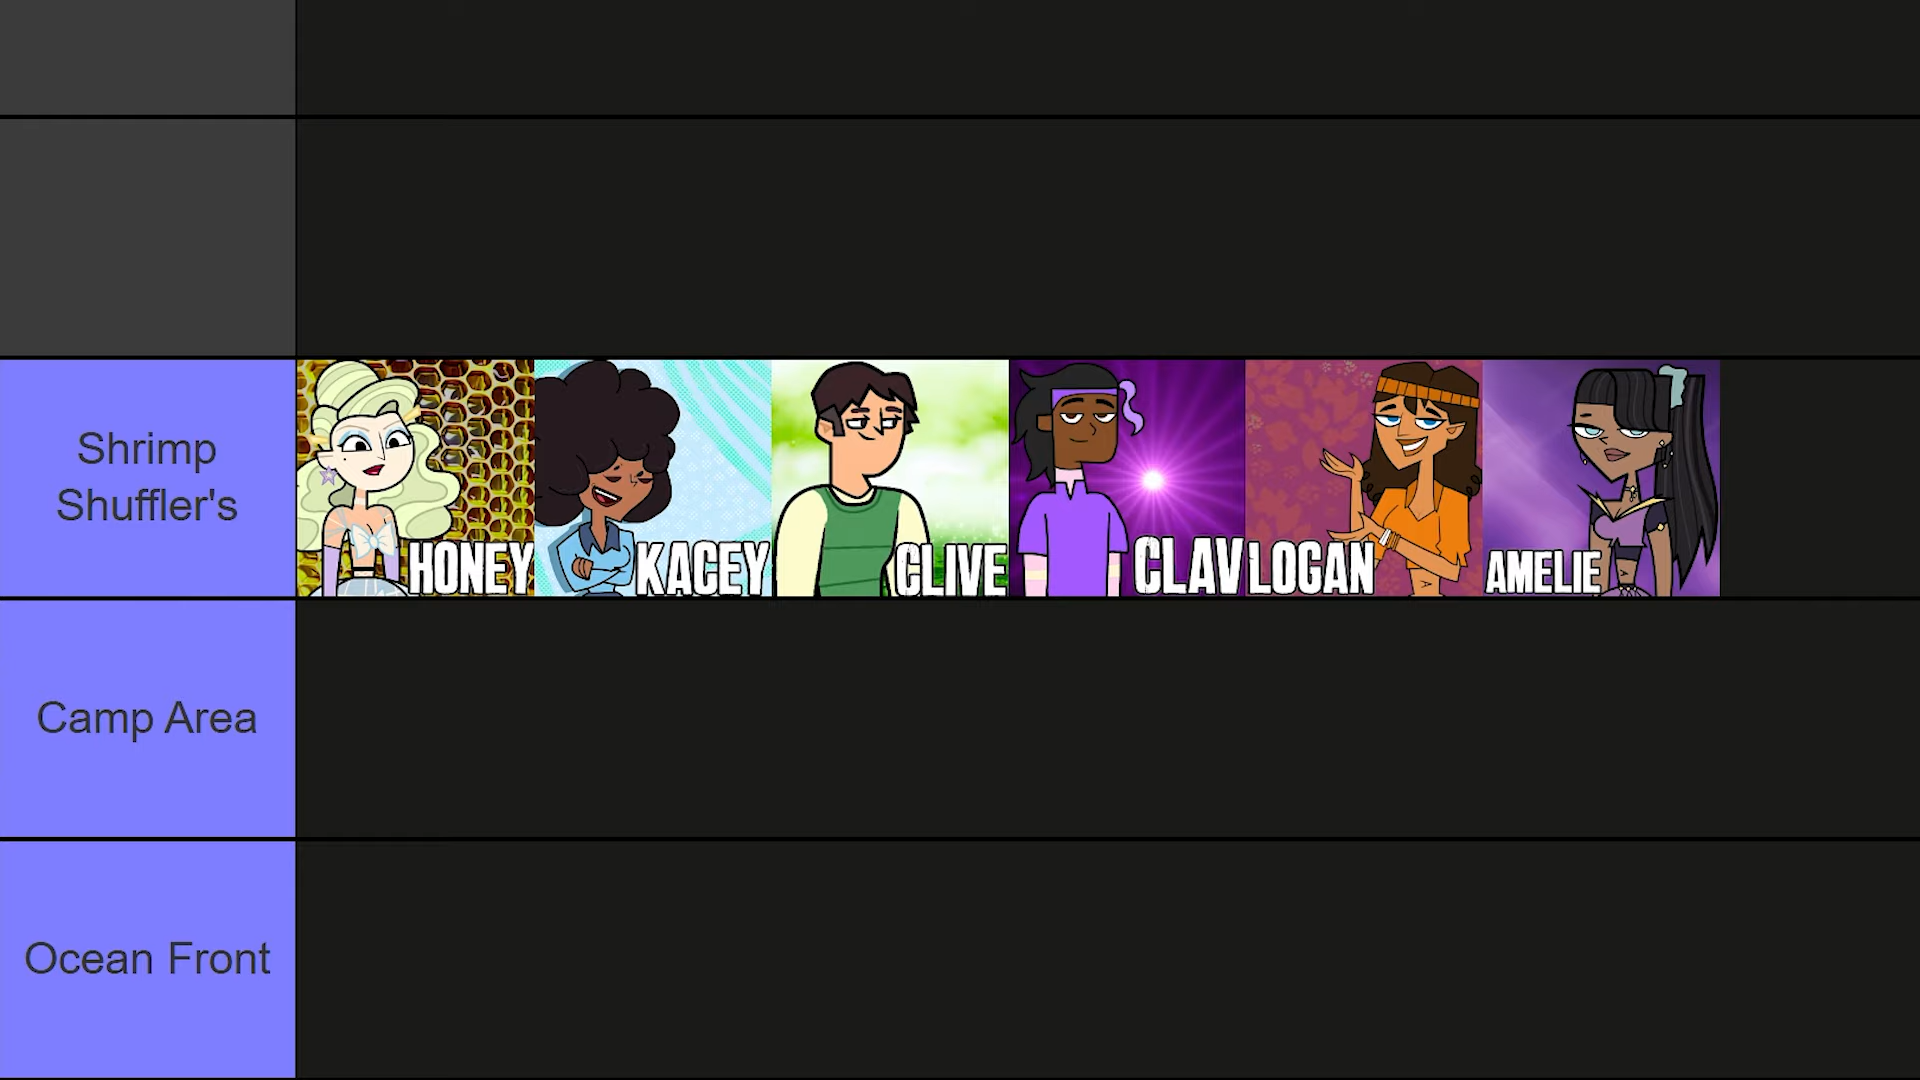 Shrimp
Shuffler's
HONEY
KACEY
CLIVE
CLAV
LOGAN
AMELIE
Camp Area
Ocean Front